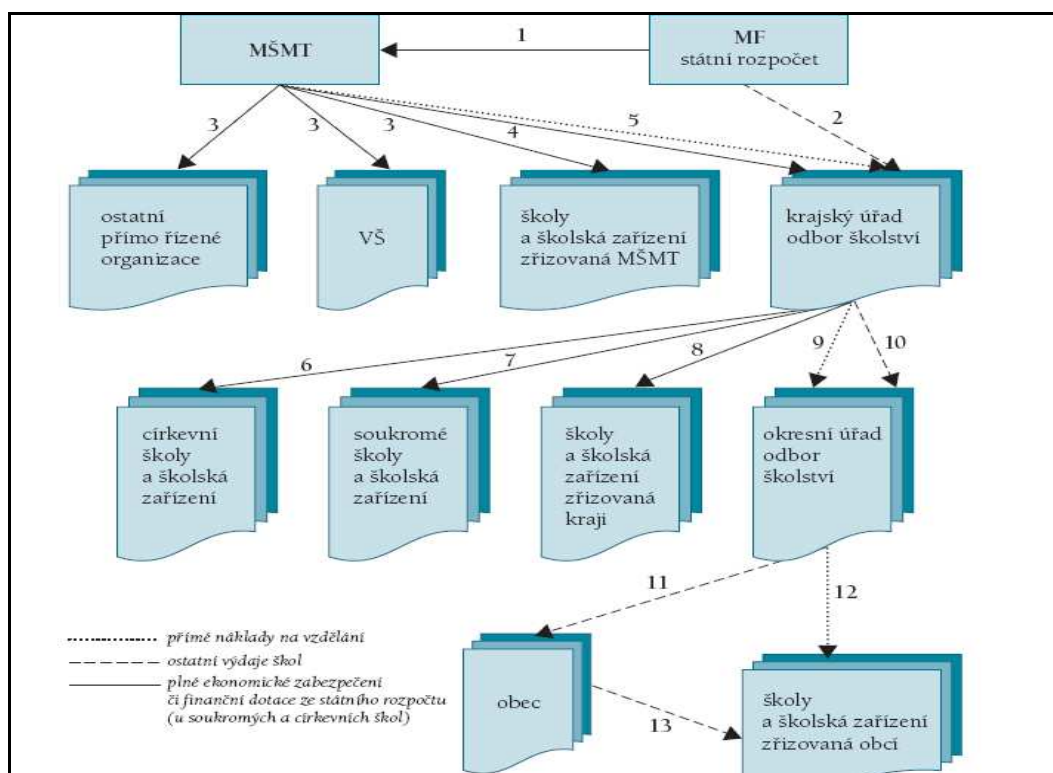 MŠMT
1
MF
státní rozpočet
3
3
3
4
5
2
ostatní
přímo řízené
organizace
VŠ
školy
a školská zařízení
zřizovaná MŠMT
krajský úřad
odbor školství
6
7
8
9
10
církevní
školy
a školská
zařízení
soukromé
školy
a školská
zařízení
školy
a školská
zařízení
zřizovaná
kraji
okresní úřad
odbor
školství
11
12
přímé náklady na vzdělání
ostatní výdaje škol
plné ekonomické zabezpečení
či finanční dotace ze státního rozpočtu
(u soukromých a církevních škol)
obec
13
školy
a školská zařízení
zřizovaná obcí